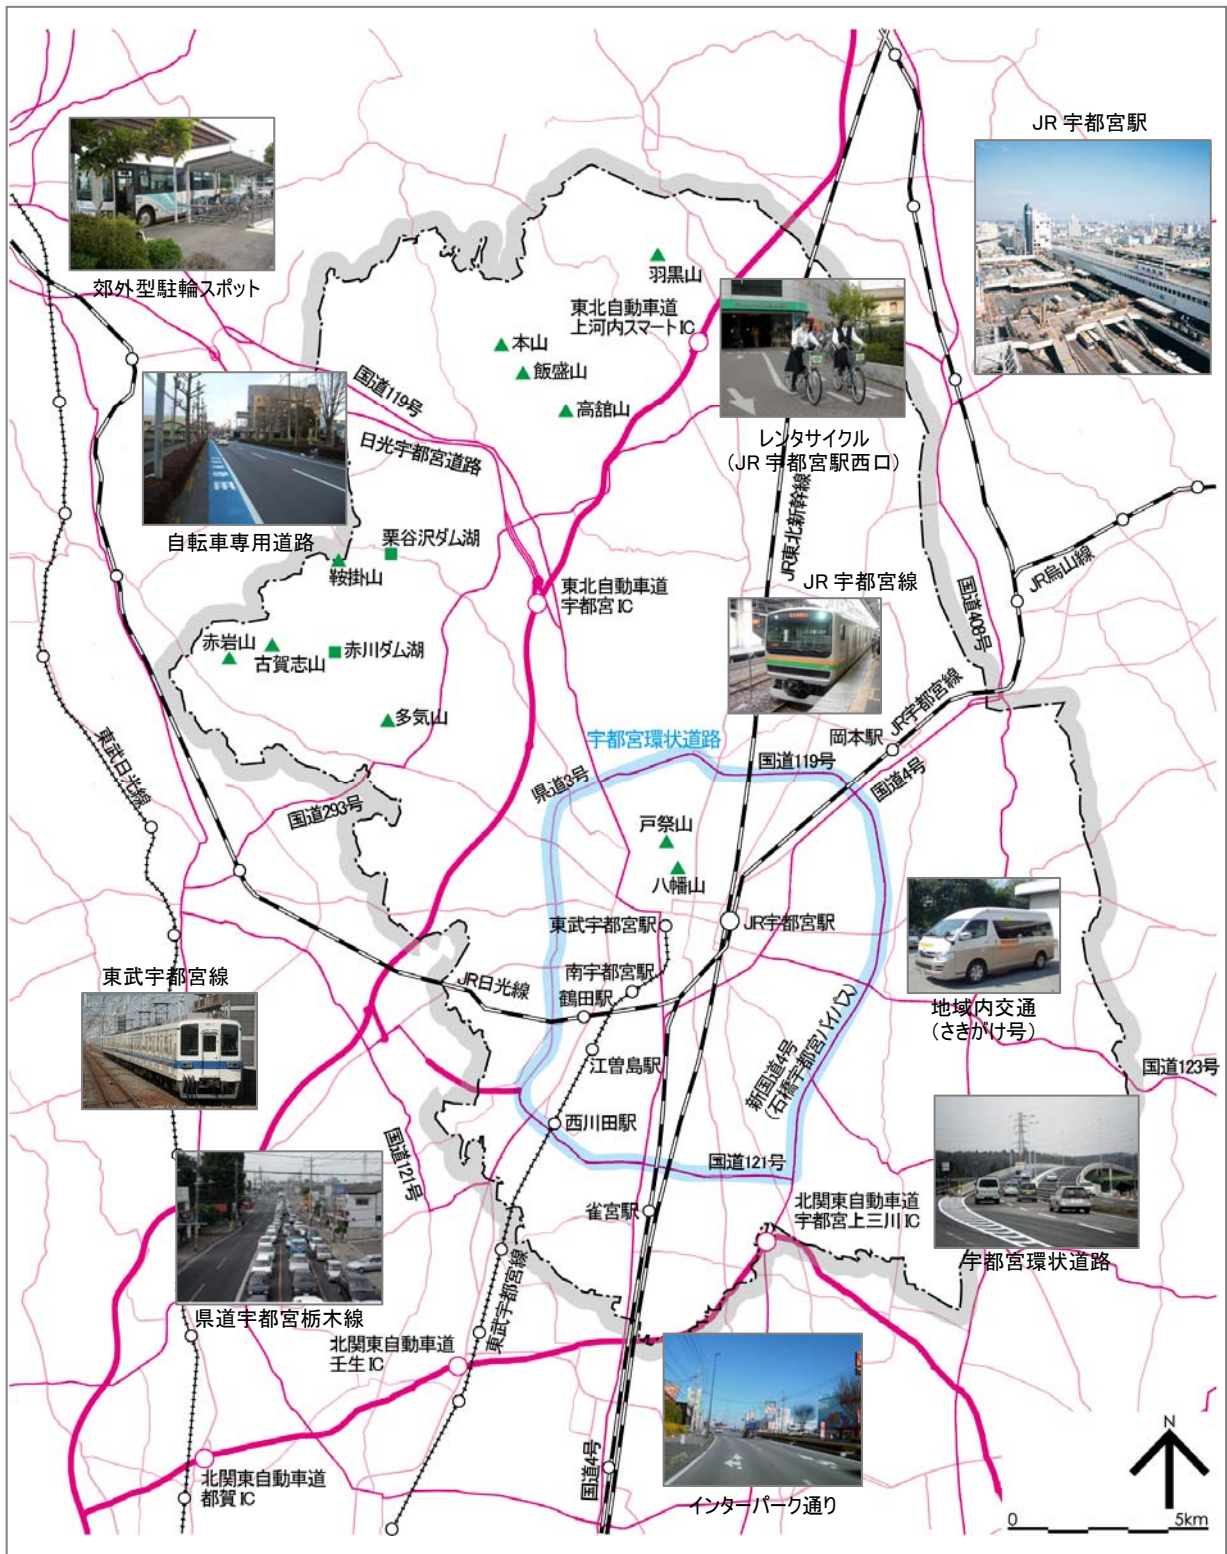 JR 宇都宮駅
郊外型駐輪スポット
羽黒山
東北自動車道
上河内スマートIC
本山
飯盛山
高舘山
国道119号
日光宇都宮道路
レンタサイクル
(JR 宇都宮駅西口)
JR東北新幹線
自転車専用道路
栗谷沢ダム湖
鞍掛山
東北自動車道
宇都宮IC
JR 宇都宮線
JR烏山線
国道408号
赤岩山
古賀志山
赤川ダム湖
多気山
東武日光線
宇都宮環状道路
国道119号
岡本駅
JR宇都宮線
国道4号
県道3号
国道293号
戸祭山
八幡山
東武宇都宮駅
JR宇都宮駅
東武宇都宮線
JR日光線
南宇都宮駅
鶴田駅
地域内交通
(さきがけ号)
江曽島駅
新国道4号
(石橋宇都宮バイパス)
国道123号
西川田駅
国道121号
国道121号
雀宮駅
北関東自動車道
宇都宮上三川IC
宇都宮環状道路
県道宇都宮栃木線
東武宇都宮線
北関東自動車道
壬生IC
国道4号
インターパーク通り
北関東自動車道
都賀IC
N
0 5km